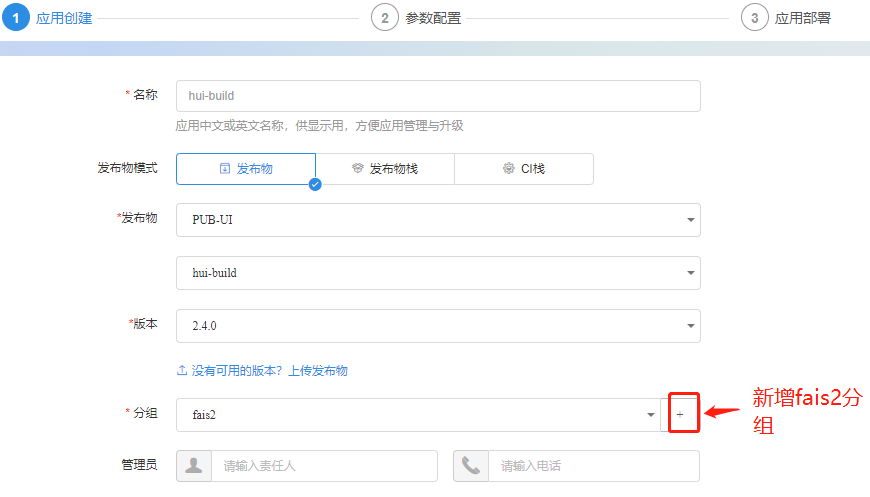 1 应用创建 2 参数配置 3 应用部署
* 名称 hui-build
应用中文或英文名称，供显示用，方便应用管理与升级
发布物模式 发布物 发布物栈 CI栈
*发布物 PUB-UI
hui-build
*版本 2.4.0
没有可用的版本? 上传发布物
* 分组 fais2 +
新增fais2分
组
管理员 请输入责任人 请输入电话